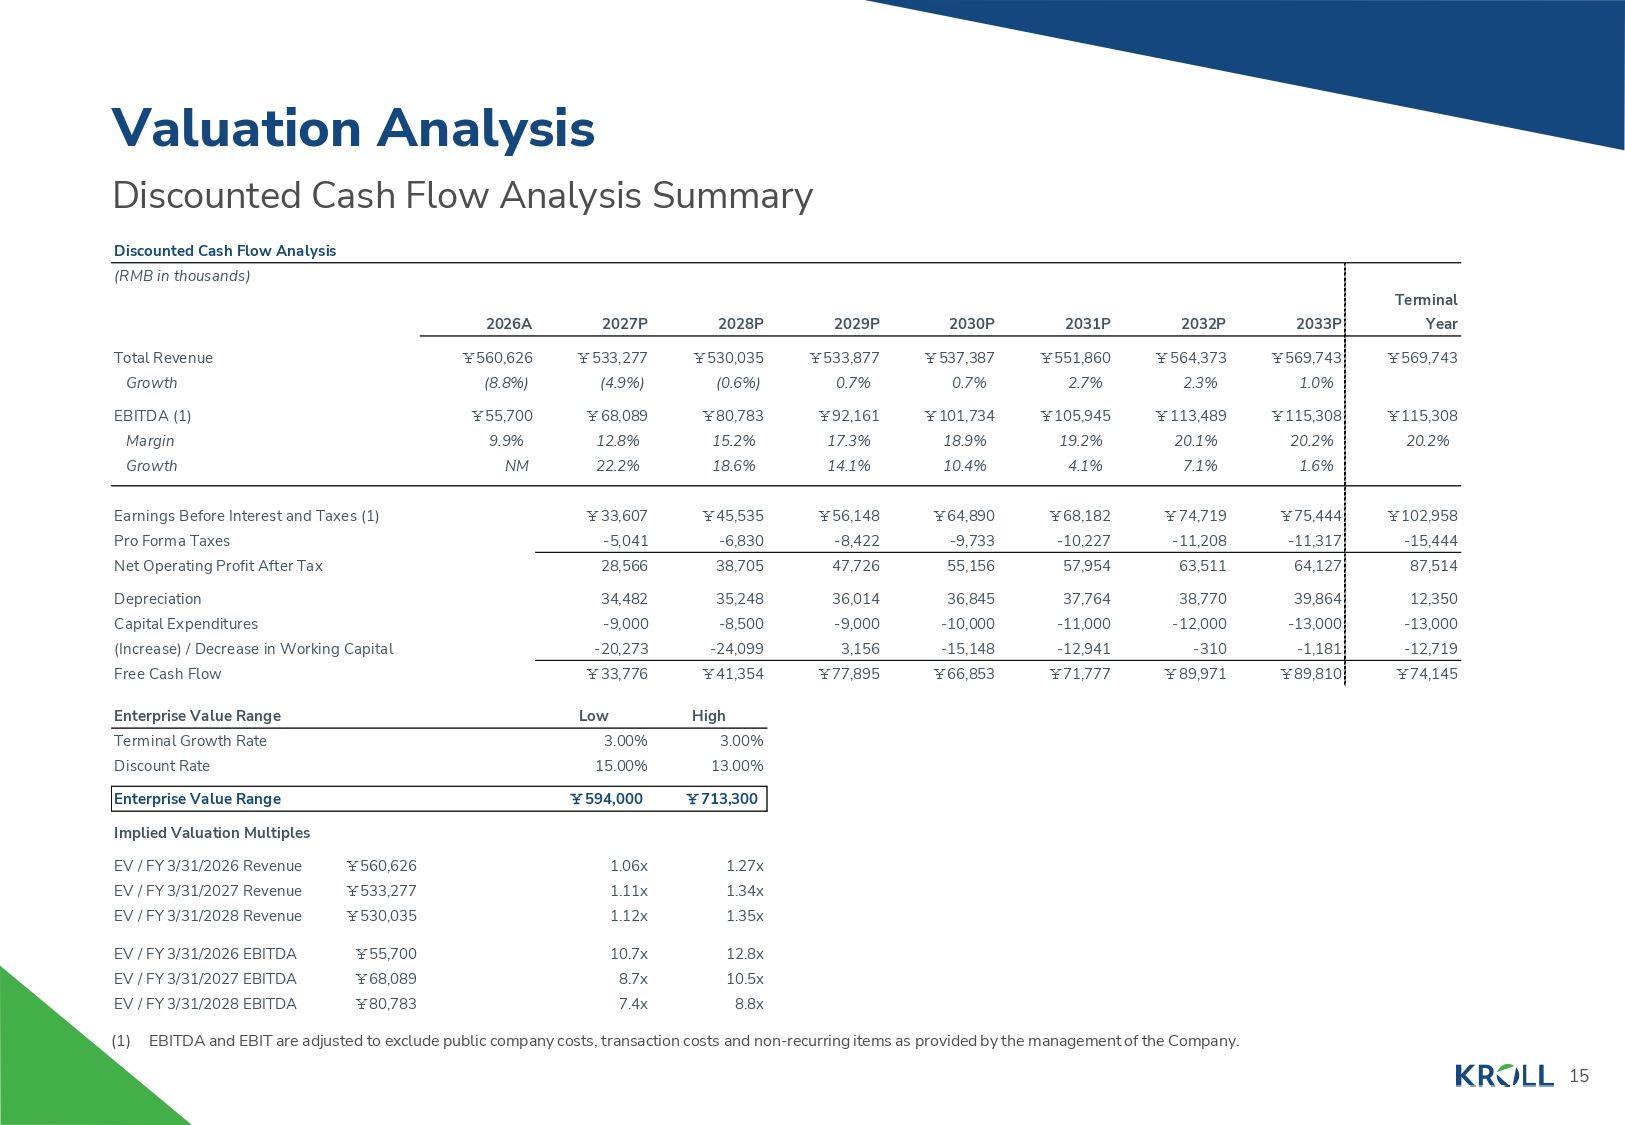 Valuation Analysis
Discounted Cash Flow Analysis Summary
Discounted Cash Flow Analysis
(RMB in thousands)
Terminal
2026A 2027P 2028P 2029P 2030P 2031P 2032P 2033P Year
Total Revenue ¥560,626 ¥533,277 ¥530,035 ¥533,877 ¥537,387 ¥551,860 ¥564,373 ¥569,743 ¥569,743
Growth (8.8%) (4.9%) (0.6%) 0.7% 0.7% 2.7% 2.3% 1.0%
EBITDA (1) ¥55,700 ¥68,089 ¥80,783 ¥92,161 ¥101,734 ¥105,945 ¥113,489 ¥115,308 ¥115,308
Margin 9.9% 12.8% 15.2% 17.3% 18.9% 19.2% 20.1% 20.2% 20.2%
Growth NM 22.2% 18.6% 14.1% 10.4% 4.1% 7.1% 1.6%
Earnings Before Interest and Taxes (1) ¥33,607 ¥45,535 ¥56,148 ¥64,890 ¥68,182 ¥74,719 ¥75,444 ¥102,958
Pro Forma Taxes -5,041 -6,830 -8,422 -9,733 -10,227 -11,208 -11,317 -15,444
Net Operating Profit After Tax 28,566 38,705 47,726 55,156 57,954 63,511 64,127 87,514
Depreciation 34,482 35,248 36,014 36,845 37,764 38,770 39,864 12,350
Capital Expenditures -9,000 -8,500 -9,000 -10,000 -11,000 -12,000 -13,000 -13,000
(Increase) / Decrease in Working Capital -20,273 -24,099 3,156 -15,148 -12,941 -310 -1,181 -12,719
Free Cash Flow ¥33,776 ¥41,354 ¥77,895 ¥66,853 ¥71,777 ¥89,971 ¥89,810 ¥74,145
Enterprise Value Range Low High
Terminal Growth Rate 3.00% 3.00%
Discount Rate 15.00% 13.00%
Enterprise Value Range ¥594,000 ¥713,300
Implied Valuation Multiples
EV / FY 3/31/2026 Revenue ¥560,626 1.06x 1.27x
EV / FY 3/31/2027 Revenue ¥533,277 1.11x 1.34x
EV / FY 3/31/2028 Revenue ¥530,035 1.12x 1.35x
EV / FY 3/31/2026 EBITDA ¥55,700 10.7x 12.8x
EV / FY 3/31/2027 EBITDA ¥68,089 8.7x 10.5x
EV / FY 3/31/2028 EBITDA ¥80,783 7.4x 8.8x
(1) EBITDA and EBIT are adjusted to exclude public company costs, transaction costs and non-recurring items as provided by the management of the Company.
KROLL 15